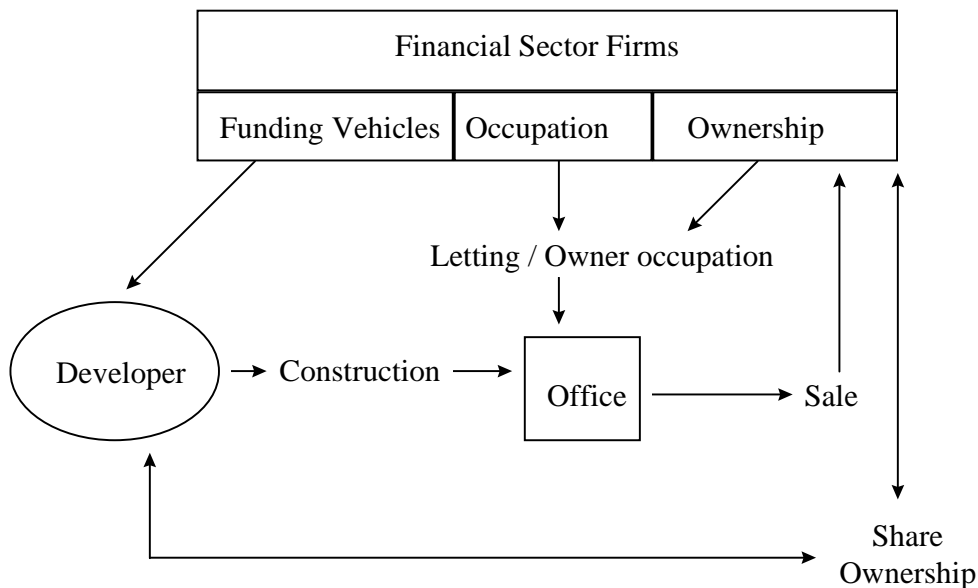 Financial Sector Firms
Funding Vehicles
Occupation
Ownership
Letting / Owner occupation
Developer
Construction
Office
Sale
Share
Ownership